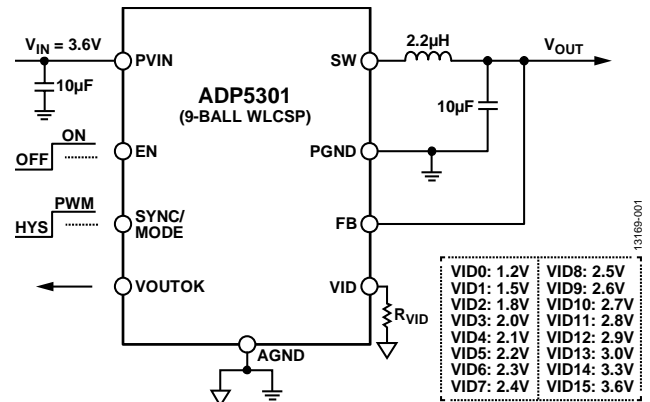 V_IN = 3.6V
10µF
PVIN
EN
SYNC/
MODE
VOUTOK
ADP5301
(9-BALL WLCSP)
SW
PGND
FB
VID
AGND
ON
OFF
PWM
HYS
2.2µH
V_OUT
10µF
R_VID
VID0: 1.2V
VID1: 1.5V
VID2: 1.8V
VID3: 2.0V
VID4: 2.1V
VID5: 2.2V
VID6: 2.3V
VID7: 2.4V
VID8: 2.5V
VID9: 2.6V
VID10: 2.7V
VID11: 2.8V
VID12: 2.9V
VID13: 3.0V
VID14: 3.3V
VID15: 3.6V
13169-001